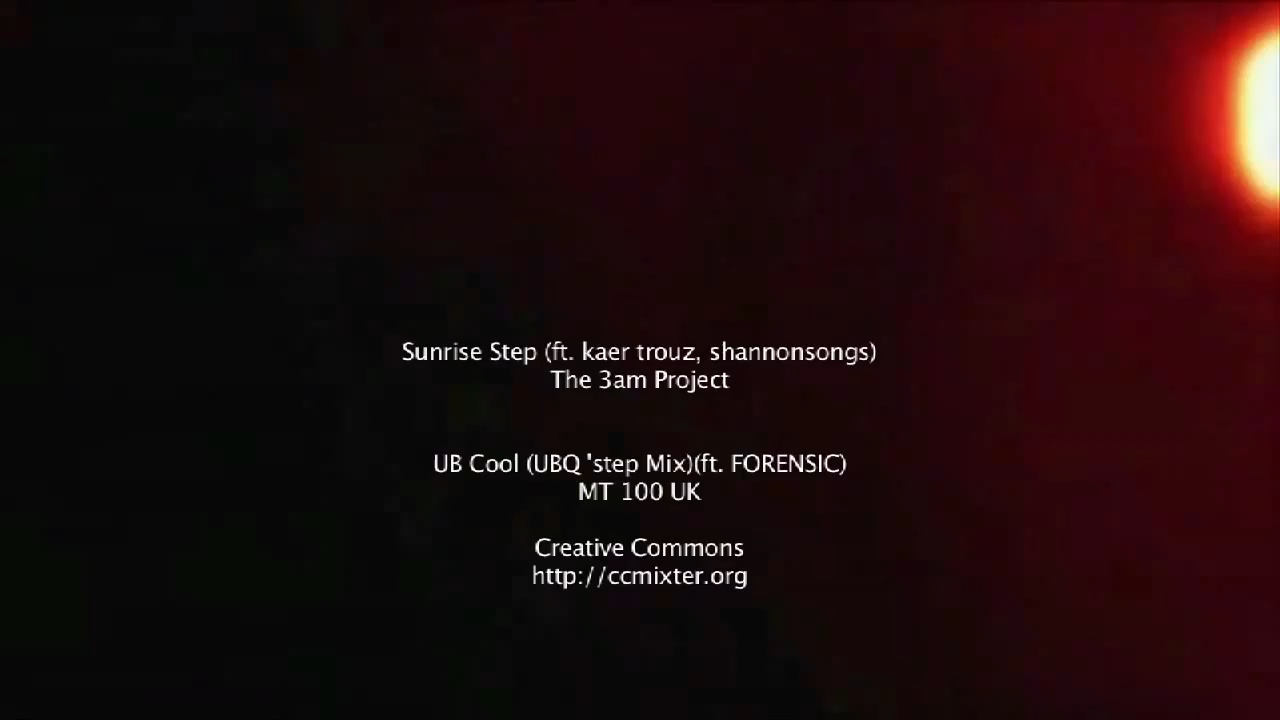 Sunrise Step (ft. kaer trouz, shannonsongs)
The 3am Project
UB Cool (UBQ 'step Mix)(ft. FORENSIC)
MT 100 UK
Creative Commons
http://ccmixter.org